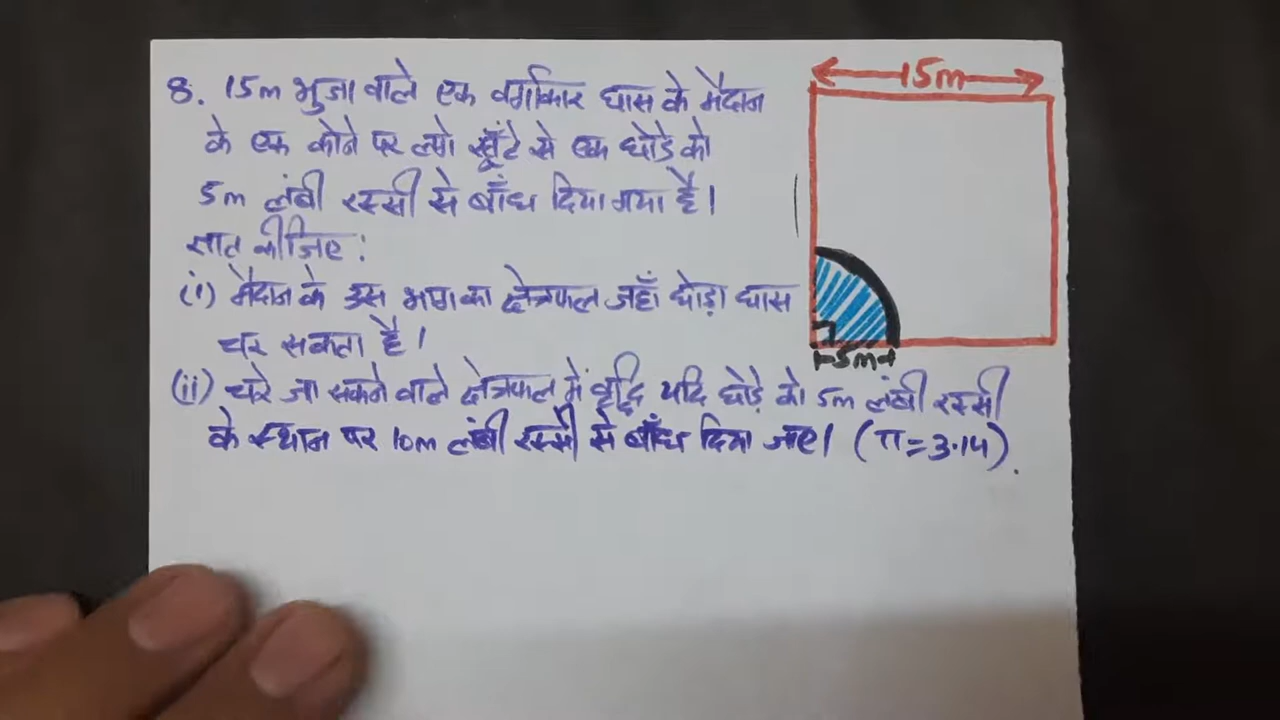 8. 15m भुजा वाले एक वर्गाकार घास के मैदान
के एक कोने पर लगे खूँटे से एक घोड़े को
5m लंबी रस्सी से बाँध दिया गया है।
ज्ञात कीजिए:
(i) मैदान के उस भाग का क्षेत्रफल जहाँ घोड़ा घास
चर सकता है।
(ii) चरे जा सकने वाले क्षेत्रफल में वृद्धि यदि घोड़े को 5m लंबी रस्सी
के स्थान पर 10m लंबी रस्सी से बाँध दिया जाए। (π=3.14).
15m
5m